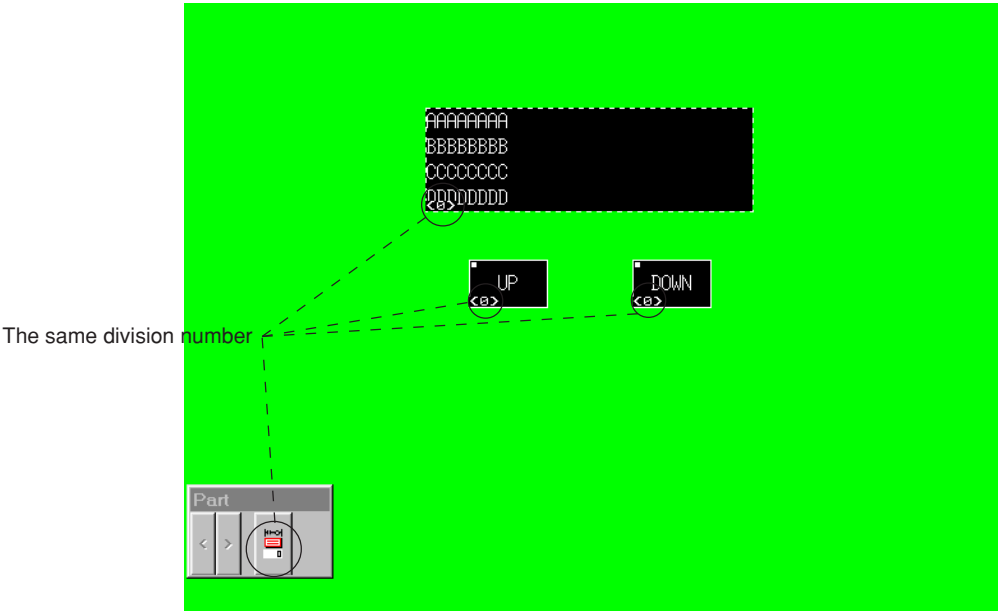 AAAAAAAA
BBBBBBBB
CCCCCCCC
DDDDDDDD
<0>
UP
<0>
DOWN
<0>
The same division number
Part
< >
0